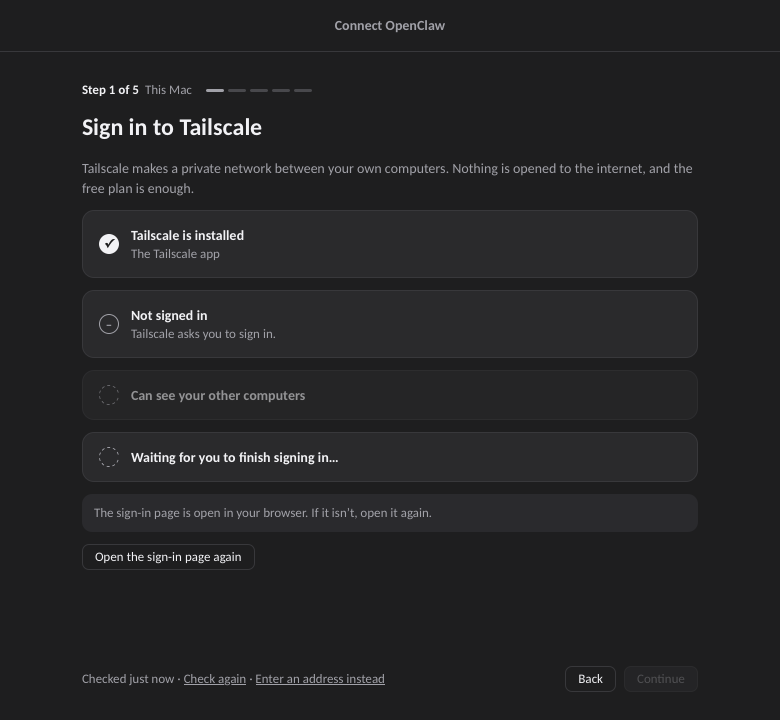 Connect OpenClaw
Step 1 of 5 This Mac
Sign in to Tailscale
Tailscale makes a private network between your own computers. Nothing is opened to the internet, and the
free plan is enough.
Tailscale is installed
The Tailscale app
Not signed in
Tailscale asks you to sign in.
Can see your other computers
Waiting for you to finish signing in…
The sign-in page is open in your browser. If it isn’t, open it again.
Open the sign-in page again
Checked just now · Check again · Enter an address instead
Back
Continue